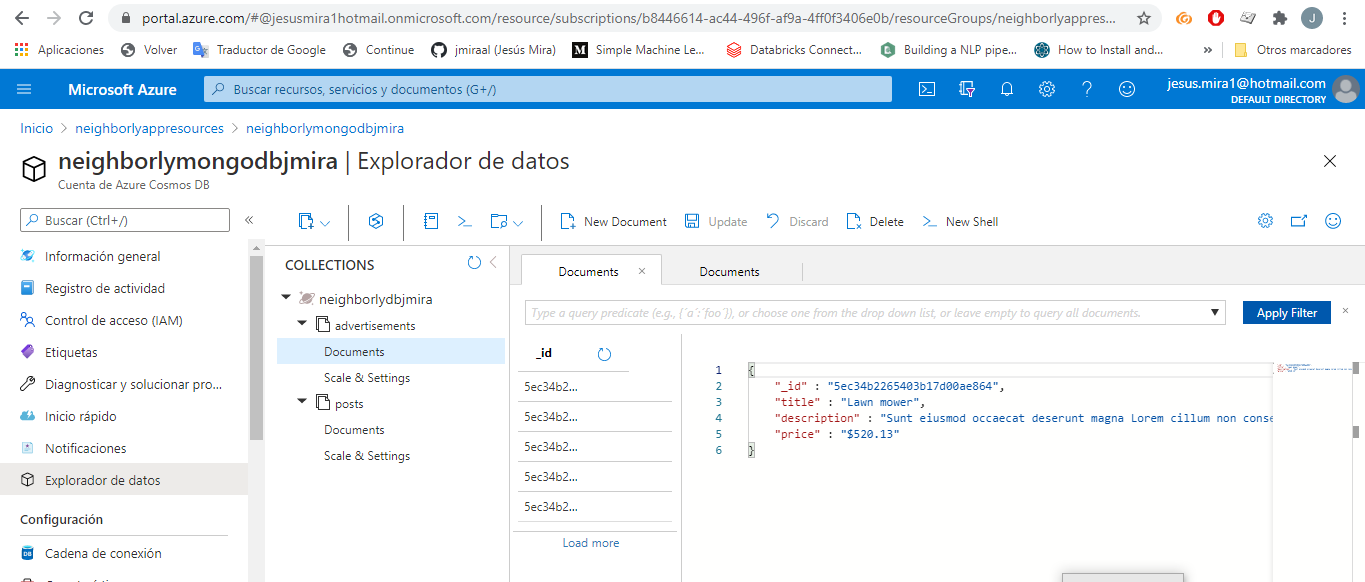 portal.azure.com/#@jesusmira1hotmail.onmicrosoft.com/resource/subscriptions/b8446614-ac44-496f-af9a-4ff0f3406e0b/resourceGroups/neighborlyappres...
J
Aplicaciones Volver Traductor de Google Continue jmiraal (Jesús Mira) Simple Machine Le... Databricks Connect... Building a NLP pipe... How to Install and... » Otros marcadores
Microsoft Azure
Buscar recursos, servicios y documentos (G+/)
jesus.mira1@hotmail.com
DEFAULT DIRECTORY
Inicio > neighborlyappresources > neighborlymongodbjmira
neighborlymongodbjmira | Explorador de datos
Cuenta de Azure Cosmos DB
Buscar (Ctrl+/)
«
Información general
Registro de actividad
Control de acceso (IAM)
Etiquetas
Diagnosticar y solucionar pro...
Inicio rápido
Notificaciones
Explorador de datos
Configuración
Cadena de conexión
New Document Update Discard Delete New Shell
COLLECTIONS
neighborlydbjmira
advertisements
Documents
Scale & Settings
posts
Documents
Scale & Settings
Documents Documents
Type a query predicate (e.g., {´a´:´foo´}), or choose one from the drop down list, or leave empty to query all documents.
Apply Filter
_id
5ec34b2...
5ec34b2...
5ec34b2...
5ec34b2...
5ec34b2...
Load more
1 {
2 "_id" : "5ec34b2265403b17d00ae864",
3 "title" : "Lawn mower",
4 "description" : "Sunt eiusmod occaecat deserunt magna Lorem cillum non conse
5 "price" : "$520.13"
6 }